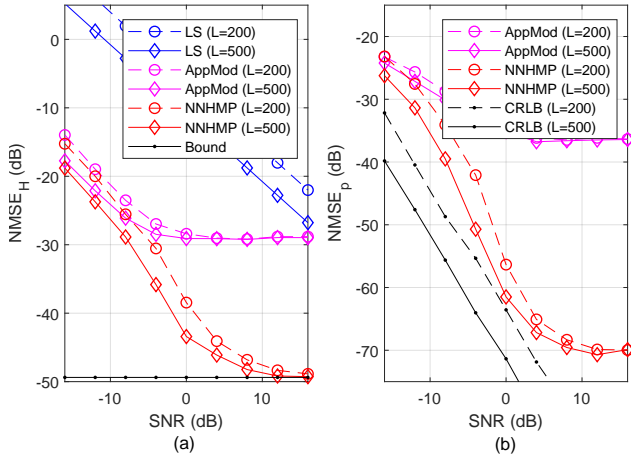 0
-10
-20
-30
-40
-50
NMSE_H (dB)
-10
0
10
SNR (dB)
(a)
LS (L=200)
LS (L=500)
AppMod (L=200)
AppMod (L=500)
NNHMP (L=200)
NNHMP (L=500)
Bound
-20
-30
-40
-50
-60
-70
NMSE_p (dB)
-10
0
10
SNR (dB)
(b)
AppMod (L=200)
AppMod (L=500)
NNHMP (L=200)
NNHMP (L=500)
CRLB (L=200)
CRLB (L=500)